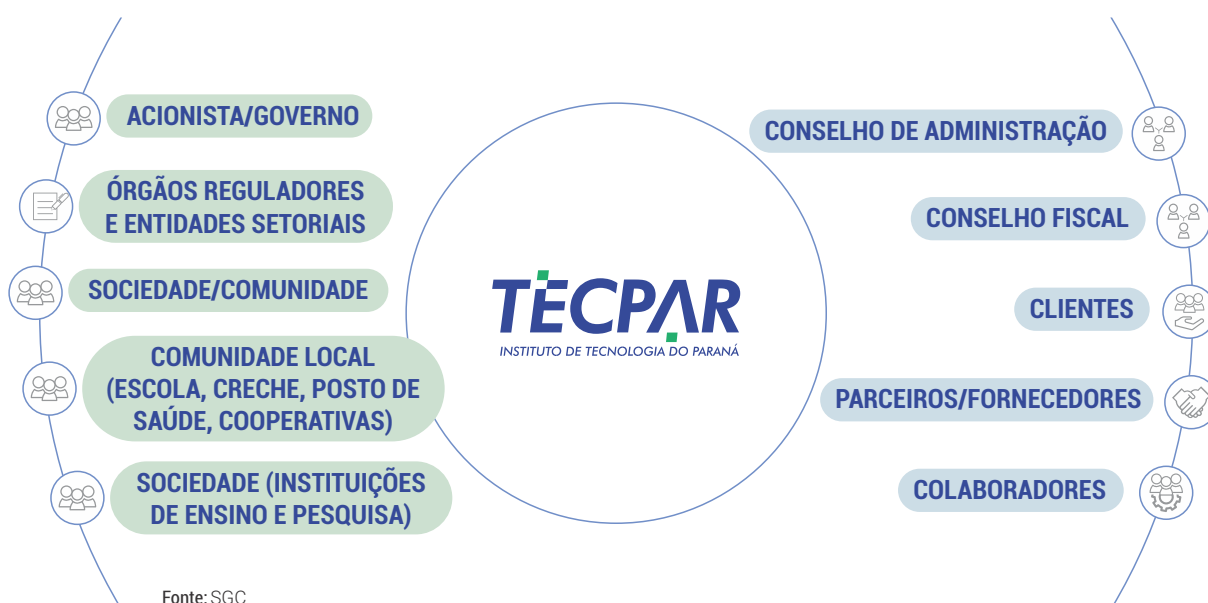 ACIONISTA/GOVERNO
ÓRGÃOS REGULADORES
E ENTIDADES SETORIAIS
SOCIEDADE/COMUNIDADE
COMUNIDADE LOCAL
(ESCOLA, CRECHE, POSTO DE
SAÚDE, COOPERATIVAS)
SOCIEDADE (INSTITUIÇÕES
DE ENSINO E PESQUISA)
TECPAR
INSTITUTO DE TECNOLOGIA DO PARANÁ
CONSELHO DE ADMINISTRAÇÃO
CONSELHO FISCAL
CLIENTES
PARCEIROS/FORNECEDORES
COLABORADORES
Fonte: SGC